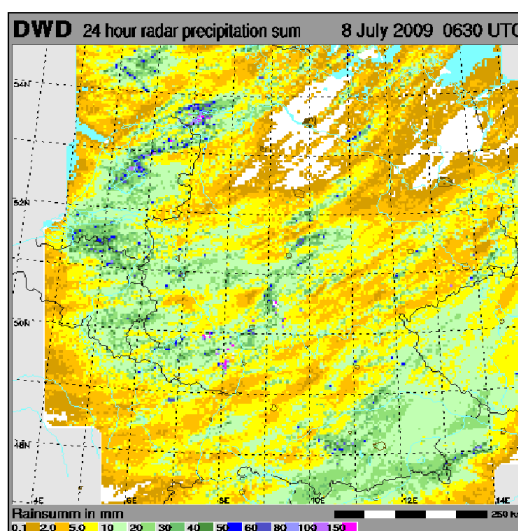 DWD 24 hour radar precipitation sum 8 July 2009 0630 UTC
54N
52N
50N
48N
4E 6E 8E 10E 12E 14E
Rainsumm in mm
0.1 2.0 5.0 10 20 30 40 50 60 80 100 150
250